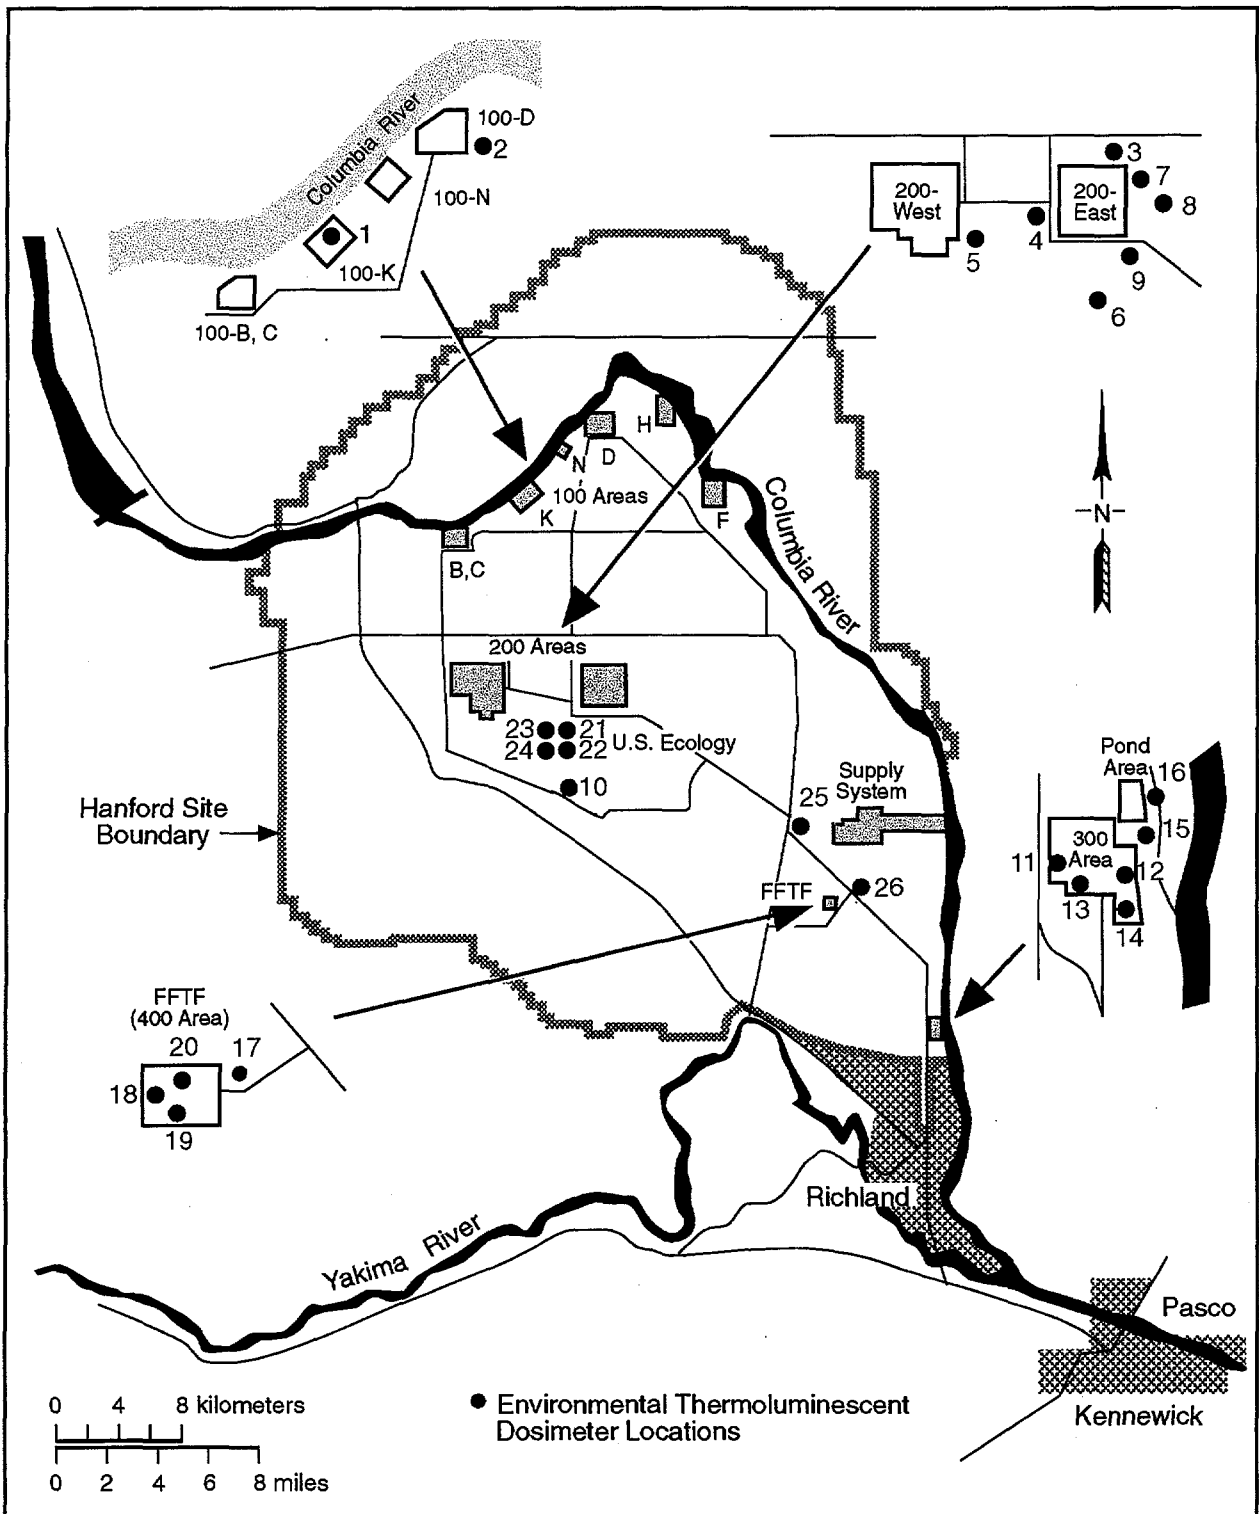 Columbia River
100-D
2
100-N
1
100-K
100-B, C
200-
West
200-
East
3
7
8
4
5
9
6
H
D
N
100 Areas
K
F
B,C
Columbia River
N
200 Areas
23
21
24
22
U.S. Ecology
10
Supply
System
25
26
FFTF
Hanford Site
Boundary
Pond
Area
16
15
300
Area
11
12
13
14
FFTF
(400 Area)
20
17
18
19
Richland
Yakima River
Pasco
Kennewick
0 4 8 kilometers
0 2 4 6 8 miles
Environmental Thermoluminescent
Dosimeter Locations